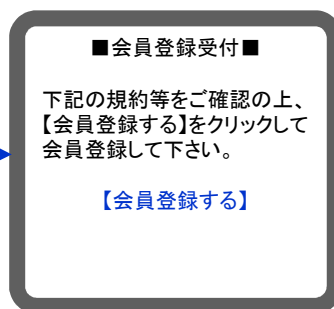 ■会員登録受付■
下記の規約等をご確認の上、
【会員登録する】をクリックして
会員登録して下さい。
【会員登録する】